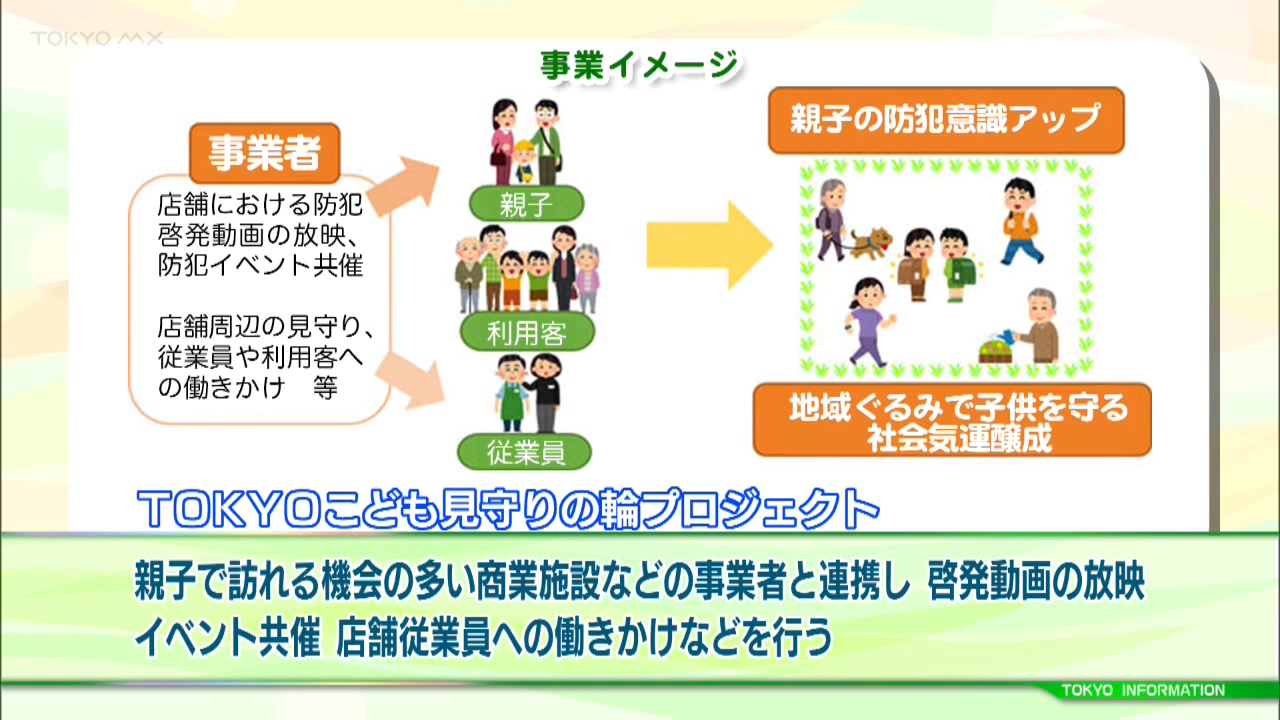 TOKYO MX
事業イメージ
事業者
店舗における防犯
啓発動画の放映、
防犯イベント共催
店舗周辺の見守り、
従業員や利用客へ
の働きかけ　等
親子
利用客
従業員
親子の防犯意識アップ
地域ぐるみで子供を守る
社会気運醸成
TOKYOこども見守りの輪プロジェクト
親子で訪れる機会の多い商業施設などの事業者と連携し 啓発動画の放映
イベント共催 店舗従業員への働きかけなどを行う
TOKYO INFORMATION